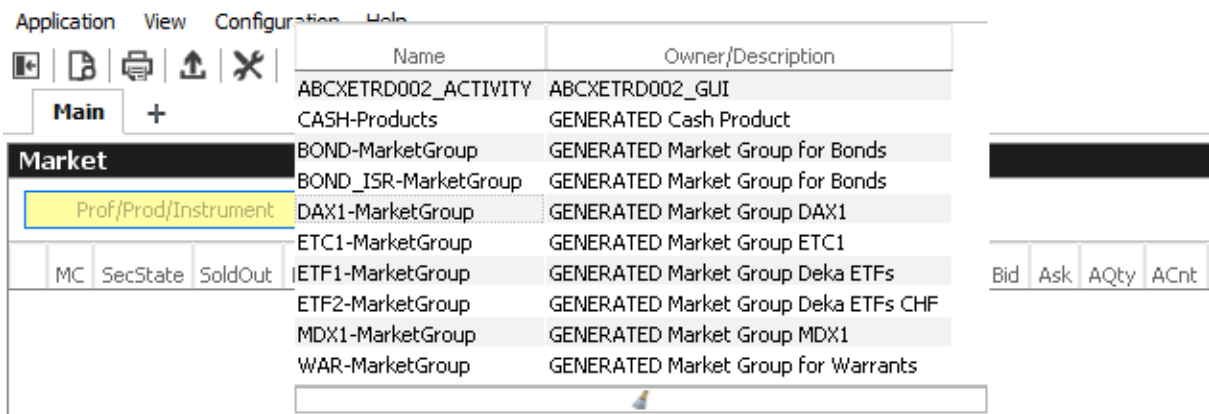 Application View Configuration Help
Main +
Market
Prof/Prod/Instrument
MC SecState SoldOut Bid Ask AQty ACnt
Name Owner/Description
ABCXETRD002_ACTIVITY ABCXETRD002_GUI
CASH-Products GENERATED Cash Product
BOND-MarketGroup GENERATED Market Group for Bonds
BOND_ISR-MarketGroup GENERATED Market Group for Bonds
DAX1-MarketGroup GENERATED Market Group DAX1
ETC1-MarketGroup GENERATED Market Group ETC1
ETF1-MarketGroup GENERATED Market Group Deka ETFs
ETF2-MarketGroup GENERATED Market Group Deka ETFs CHF
MDX1-MarketGroup GENERATED Market Group MDX1
WAR-MarketGroup GENERATED Market Group for Warrants